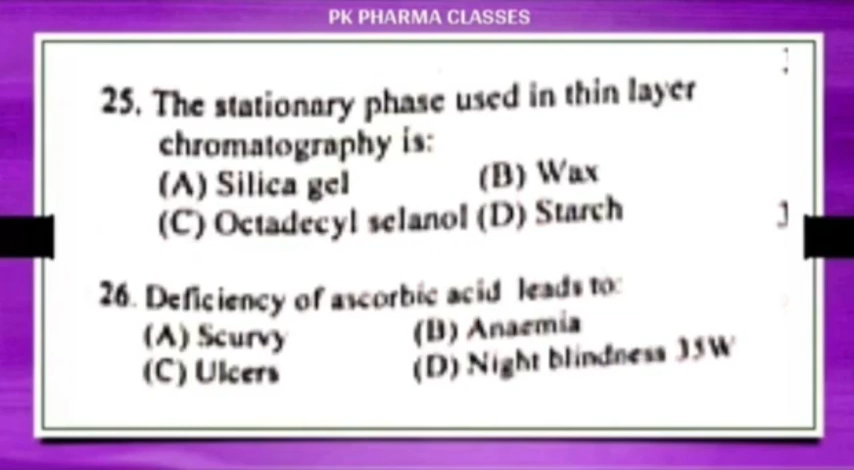 PK PHARMA CLASSES
25. The stationary phase used in thin layer
chromatography is:
(A) Silica gel (B) Wax
(C) Octadecyl selanol (D) Starch
26. Deficiency of ascorbic acid leads to:
(A) Scurvy (B) Anaemia
(C) Ulcers (D) Night blindness 35W